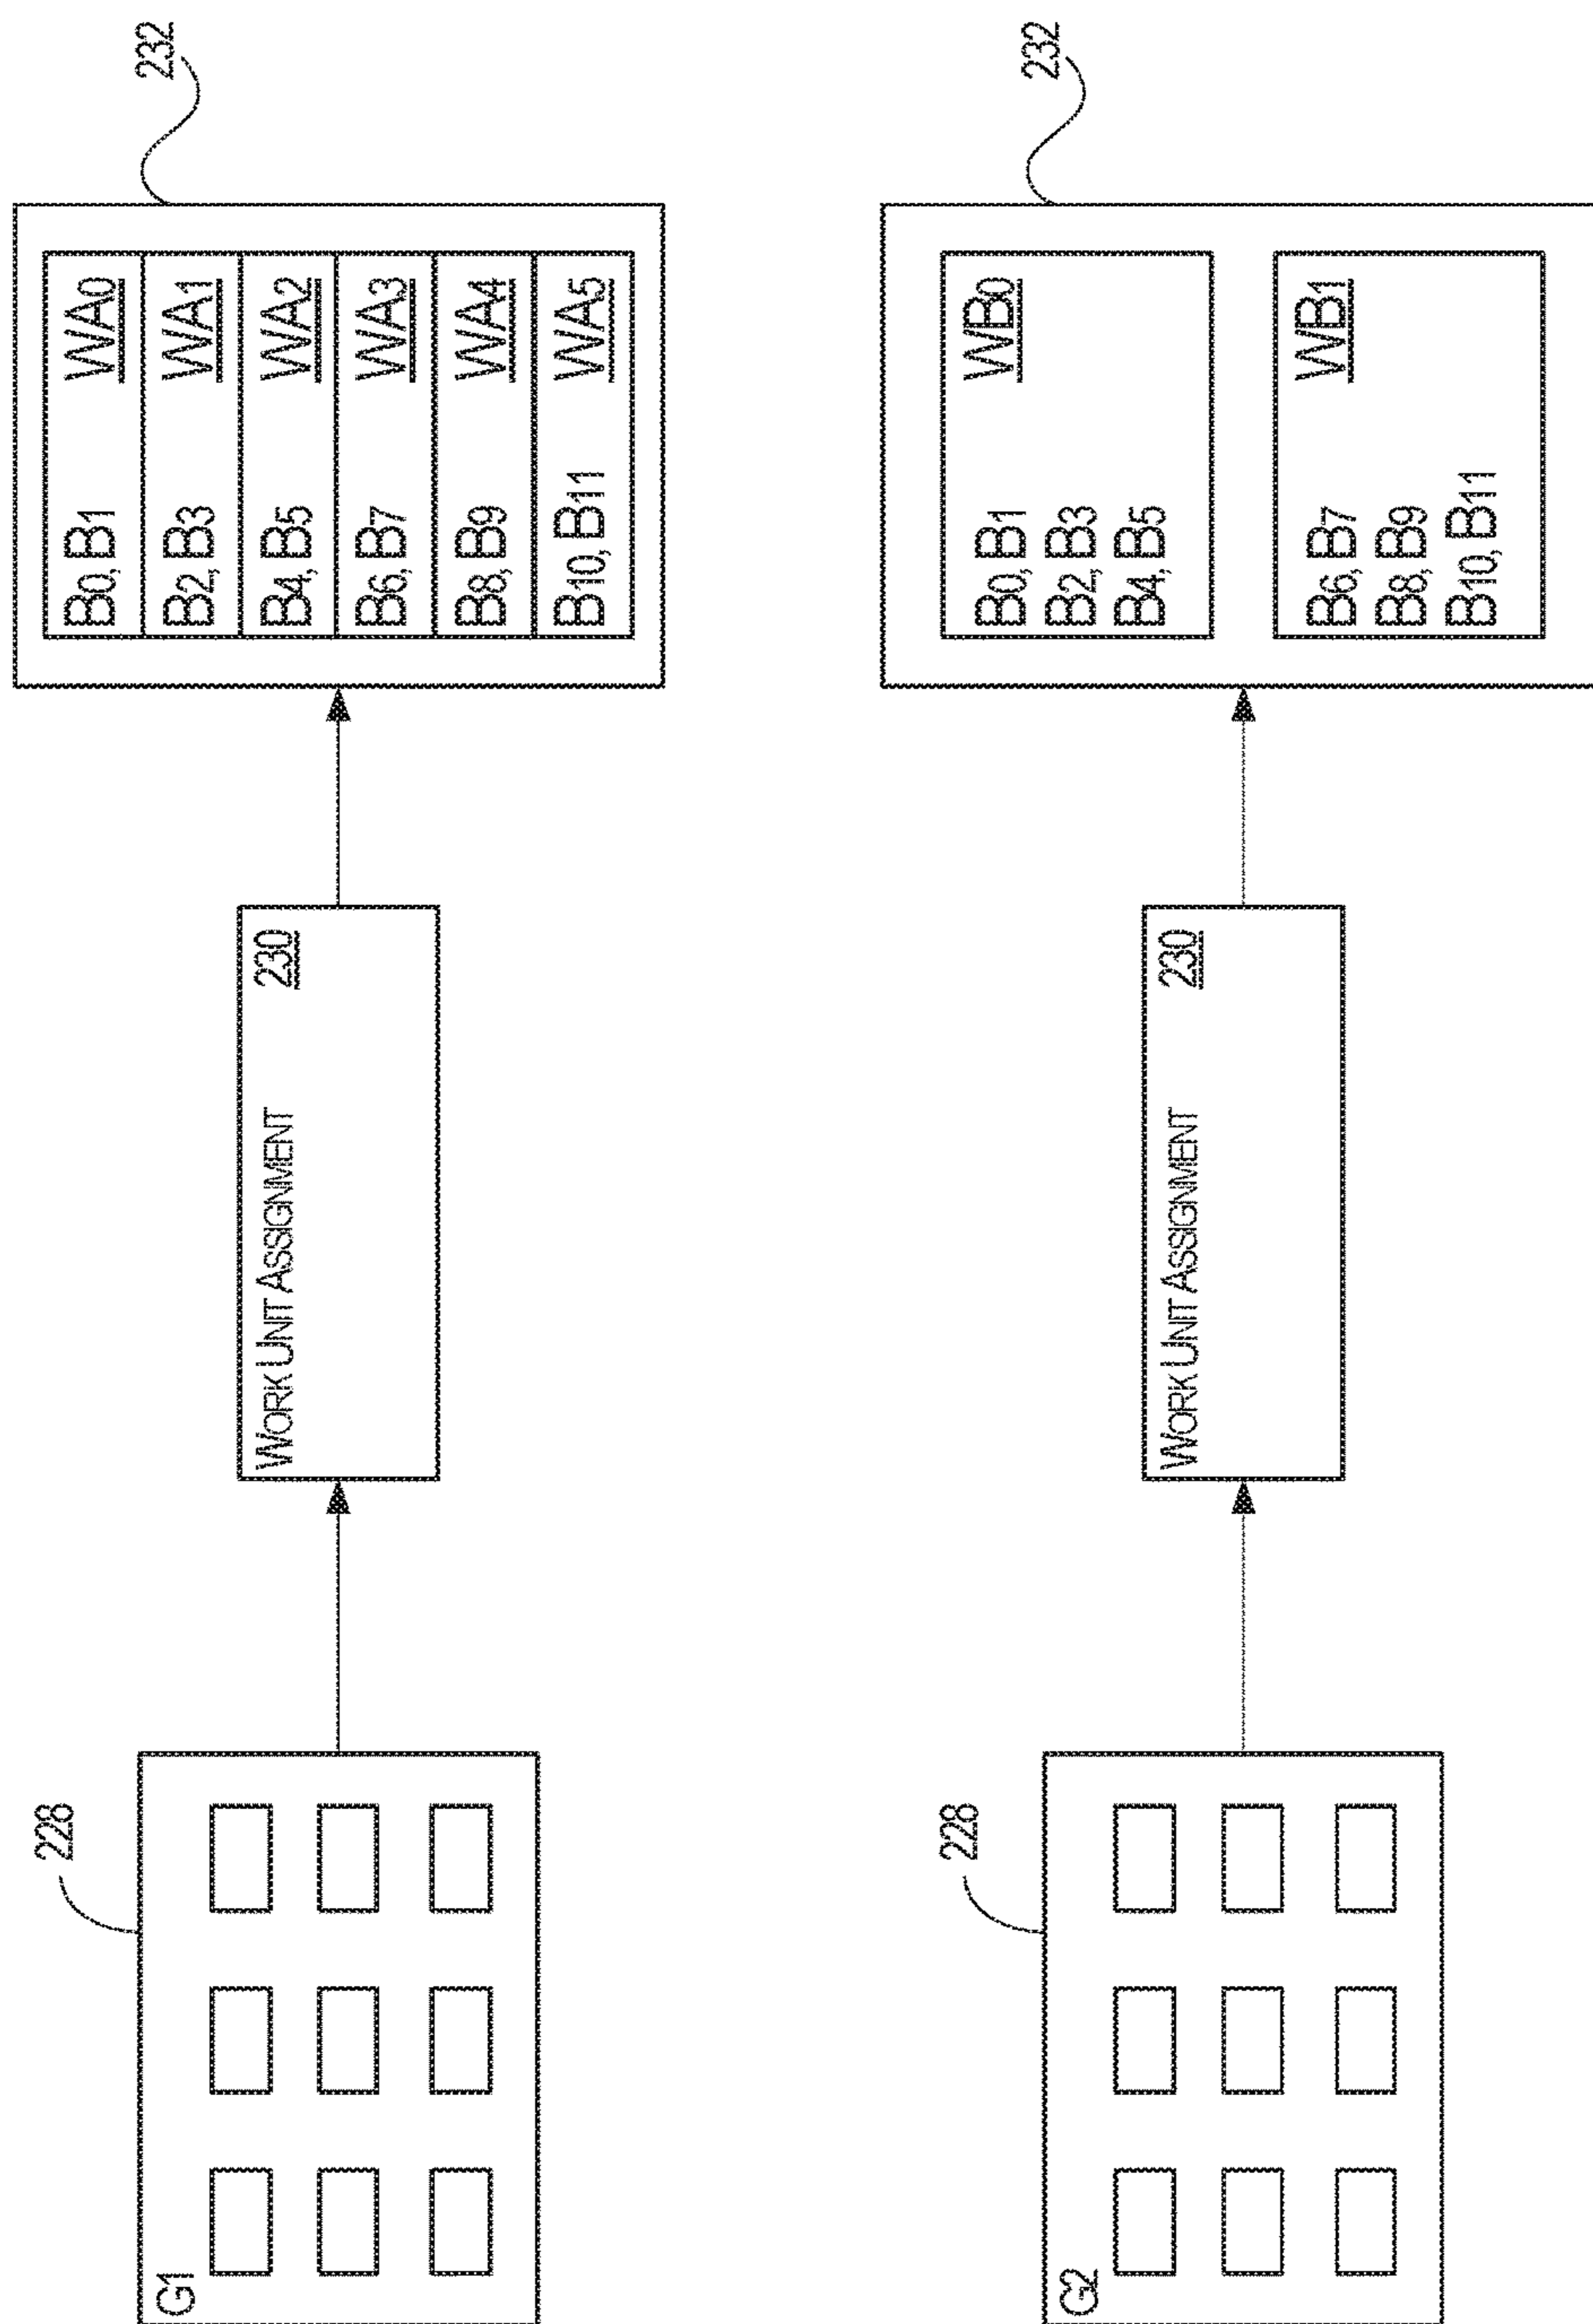 228
G1
WORK UNIT ASSIGNMENT 230
232
B0, B1 WA0
B2, B3 WA1
B4, B5 WA2
B6, B7 WA3
B8, B9 WA4
B10, B11 WA5
228
G2
WORK UNIT ASSIGNMENT 230
232
B0, B1 WB0
B2, B3
B4, B5
B6, B7 WB1
B8, B9
B10, B11